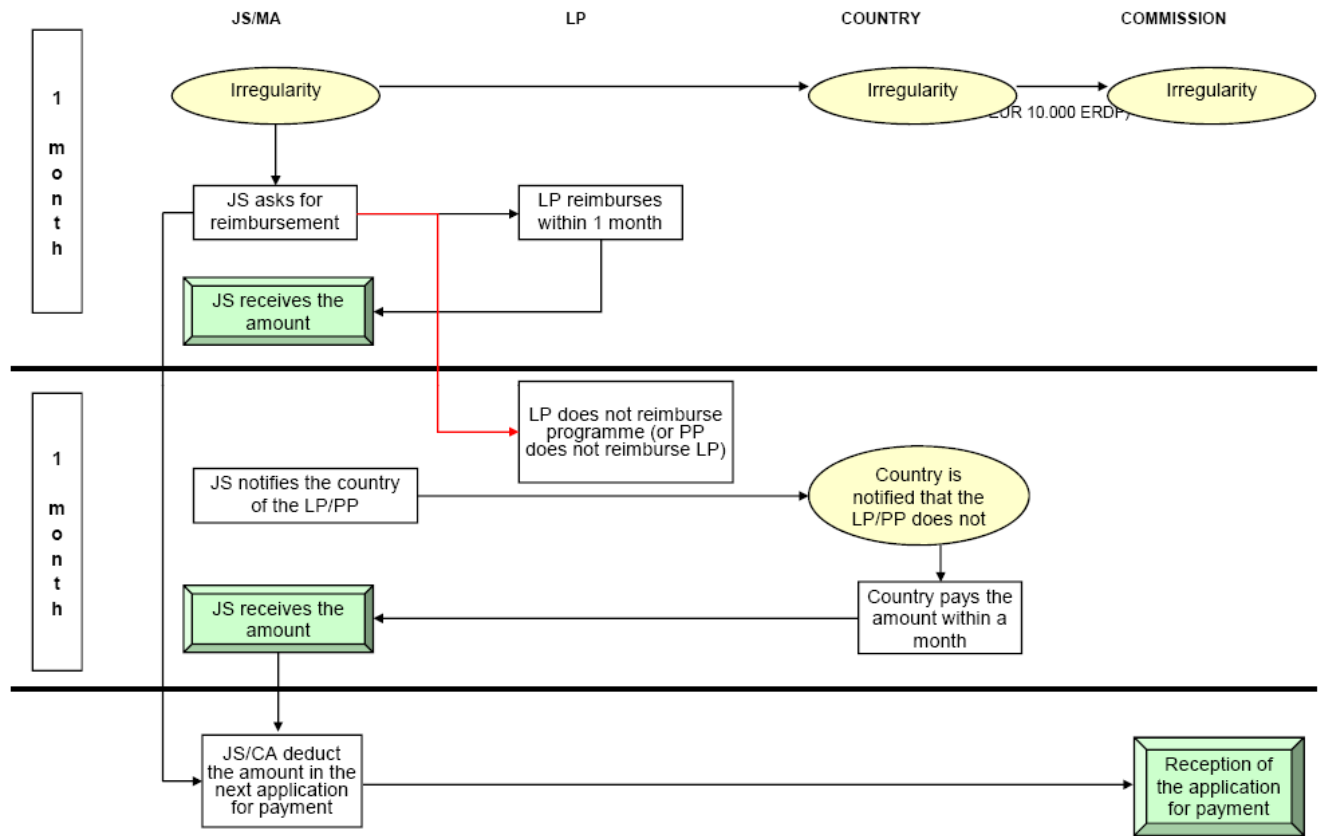 JS/MA LP COUNTRY COMMISSION
1
m
o
n
t
h
Irregularity
Irregularity
Irregularity
EUR 10.000 ERDP)
JS asks for
reimbursement
LP reimburses
within 1 month
JS receives the
amount
1
m
o
n
t
h
LP does not reimburse
programme (or PP
does not reimburse LP)
JS notifies the country
of the LP/PP
Country is
notified that the
LP/PP does not
JS receives the
amount
Country pays the
amount within a
month
JS/CA deduct
the amount in the
next application
for payment
Reception of
the application
for payment